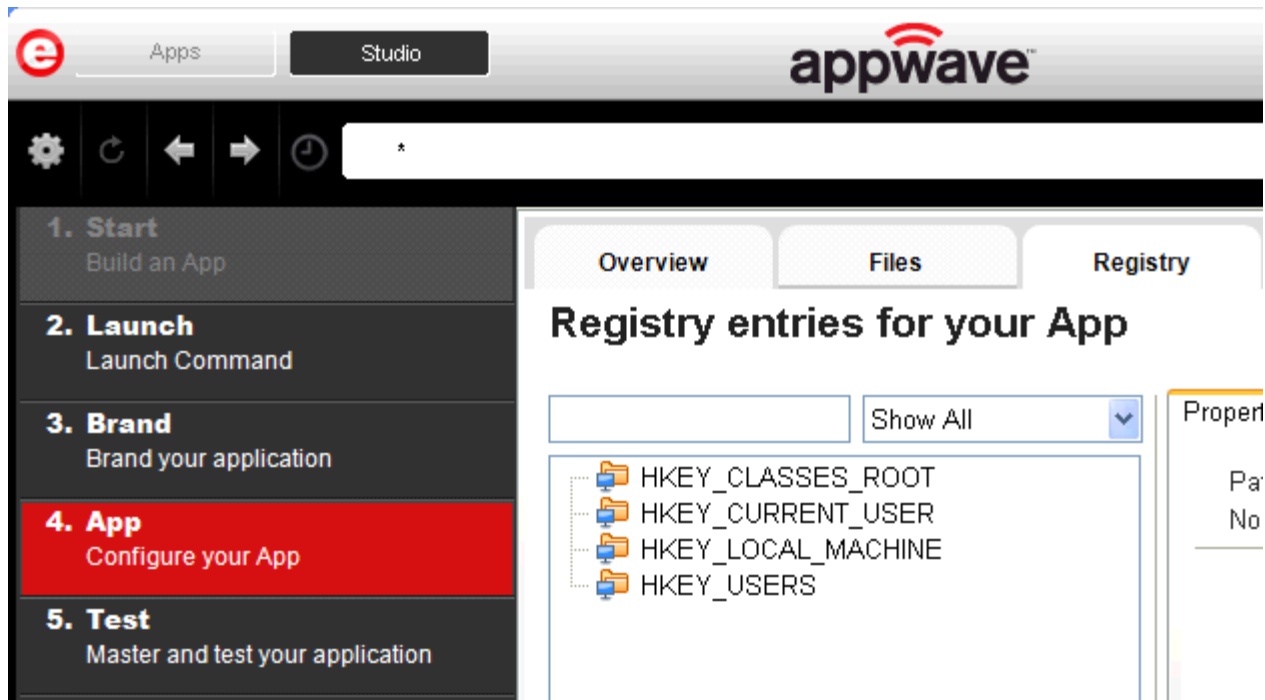 e
Apps
Studio
appwave™
*
1. Start
Build an App
2. Launch
Launch Command
3. Brand
Brand your application
4. App
Configure your App
5. Test
Master and test your application
Overview
Files
Registry
Registry entries for your App
Show All
HKEY_CLASSES_ROOT
HKEY_CURRENT_USER
HKEY_LOCAL_MACHINE
HKEY_USERS
No